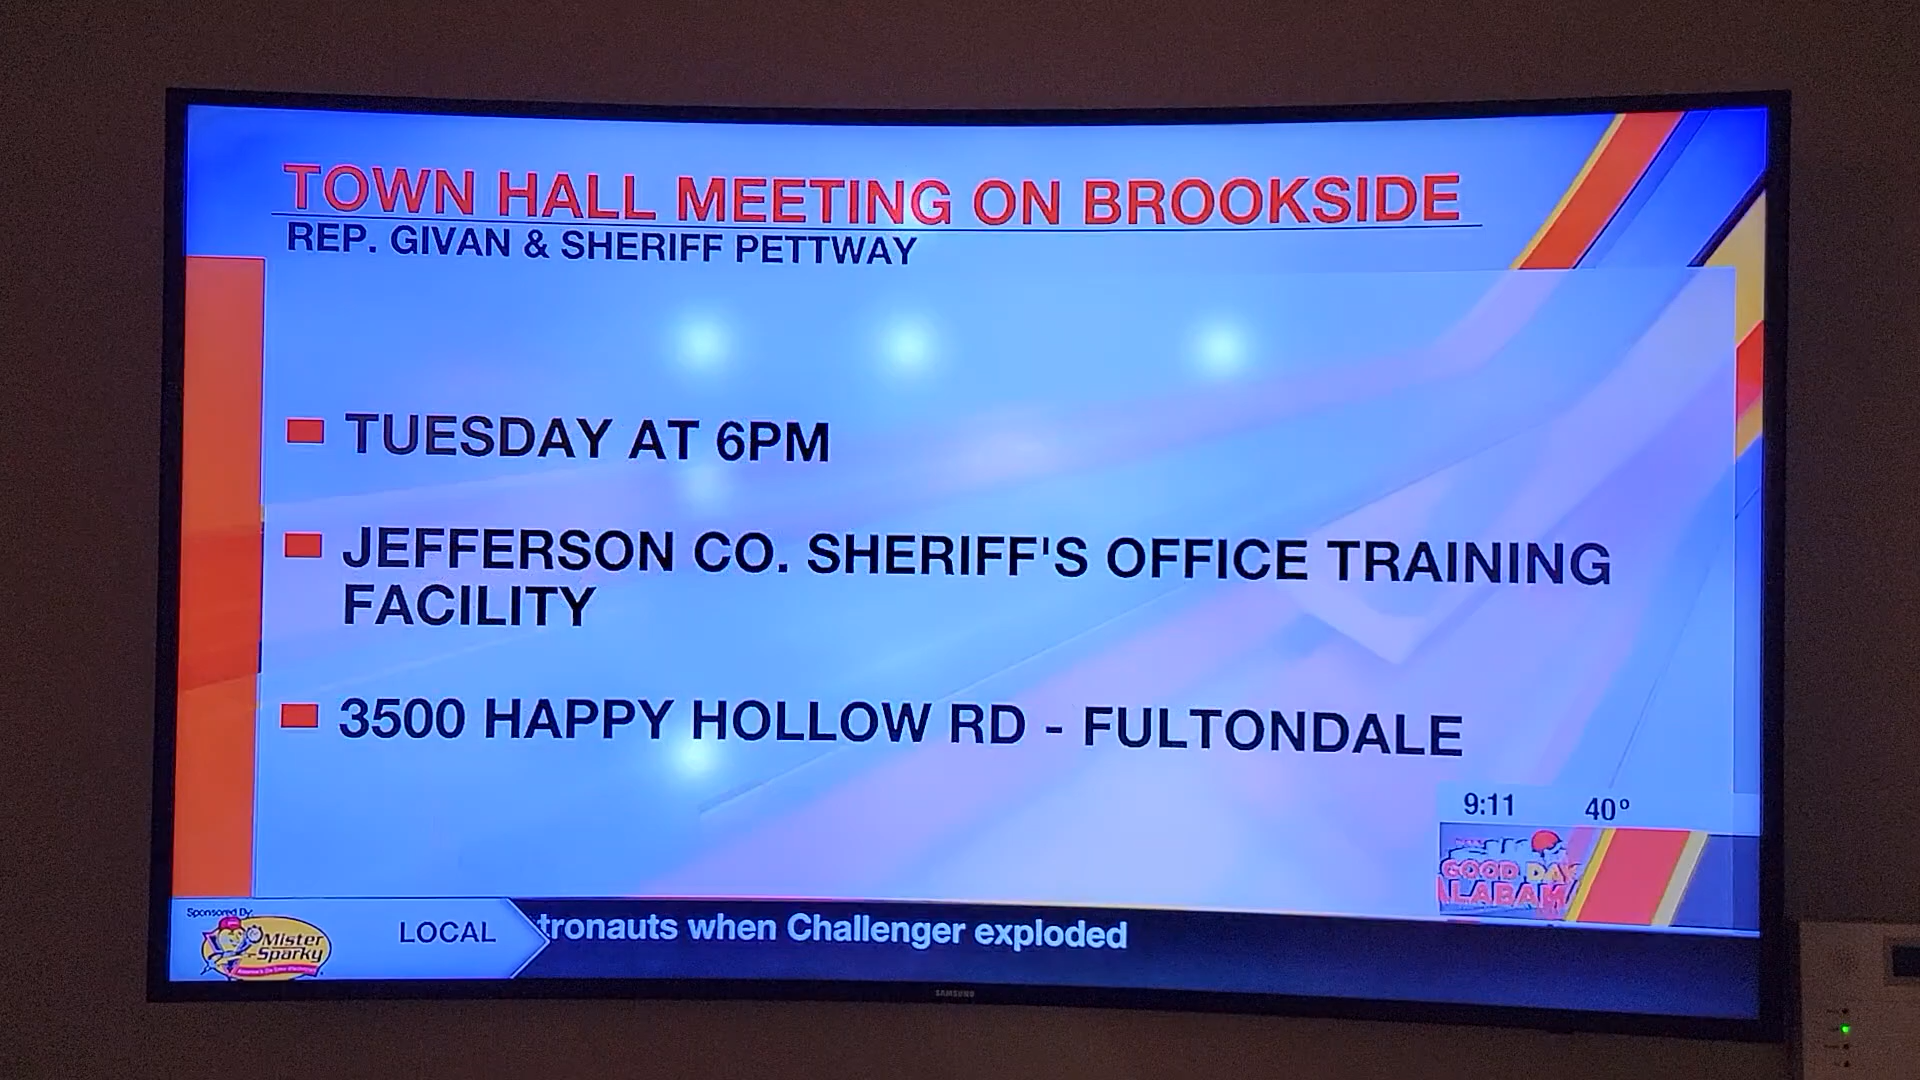 TOWN HALL MEETING ON BROOKSIDE
REP. GIVAN & SHERIFF PETTWAY
TUESDAY AT 6PM
JEFFERSON CO. SHERIFF'S OFFICE TRAINING
FACILITY
3500 HAPPY HOLLOW RD - FULTONDALE
9:11 40°
GOOD DAY
ALABAMA
Sponsored By:
Mister
Sparky
LOCAL
tronauts when Challenger exploded
SAMSUNG